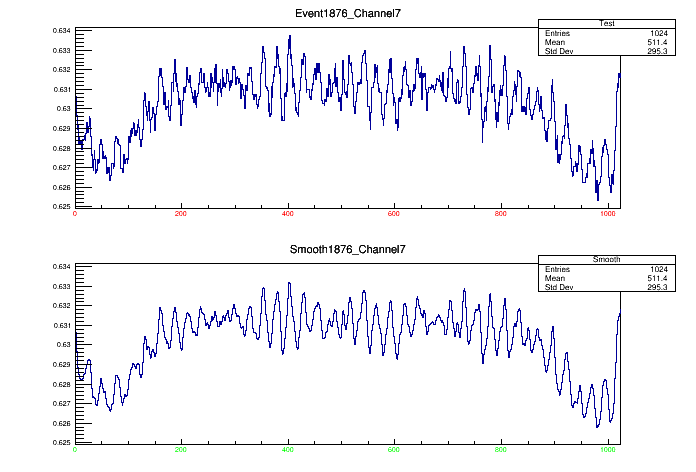 Event1876_Channel7
Test
Entries 1024
Mean 511.4
Std Dev 295.3
0.634
0.633
0.632
0.631
0.63
0.629
0.628
0.627
0.626
0.625
0 200 400 600 800 1000
Smooth1876_Channel7
Smooth
Entries 1024
Mean 511.4
Std Dev 295.3
0.634
0.633
0.632
0.631
0.63
0.629
0.628
0.627
0.626
0.625
0 200 400 600 800 1000